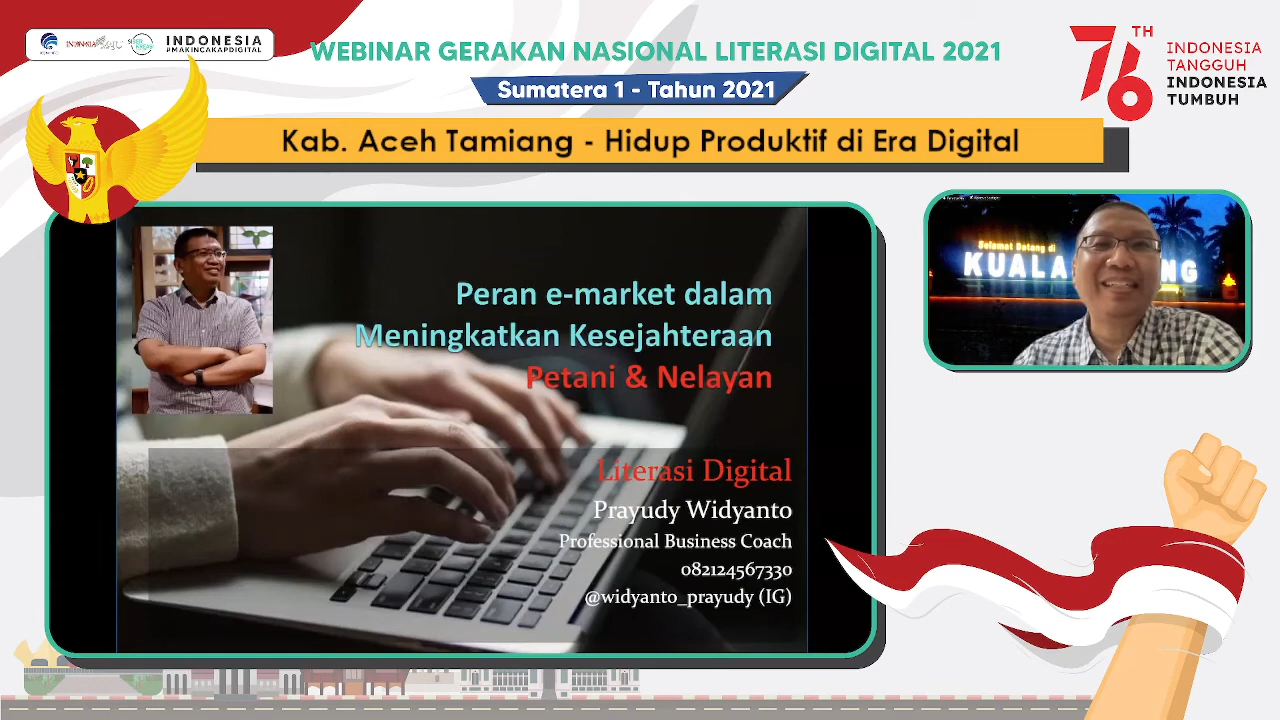 INDONESIA
#MAKINCAKAPDIGITAL
WEBINAR GERAKAN NASIONAL LITERASI DIGITAL 2021
Sumatera 1 - Tahun 2021
Kab. Aceh Tamiang - Hidup Produktif di Era Digital
76
TH
INDONESIA
TANGGUH
INDONESIA
TUMBUH
Peran e-market dalam
Meningkatkan Kesejahteraan
Petani & Nelayan
Literasi Digital
Prayudy Widyanto
Professional Business Coach
082124567330
@widyanto_prayudy (IG)
Selamat Datang di
KUALA
NG